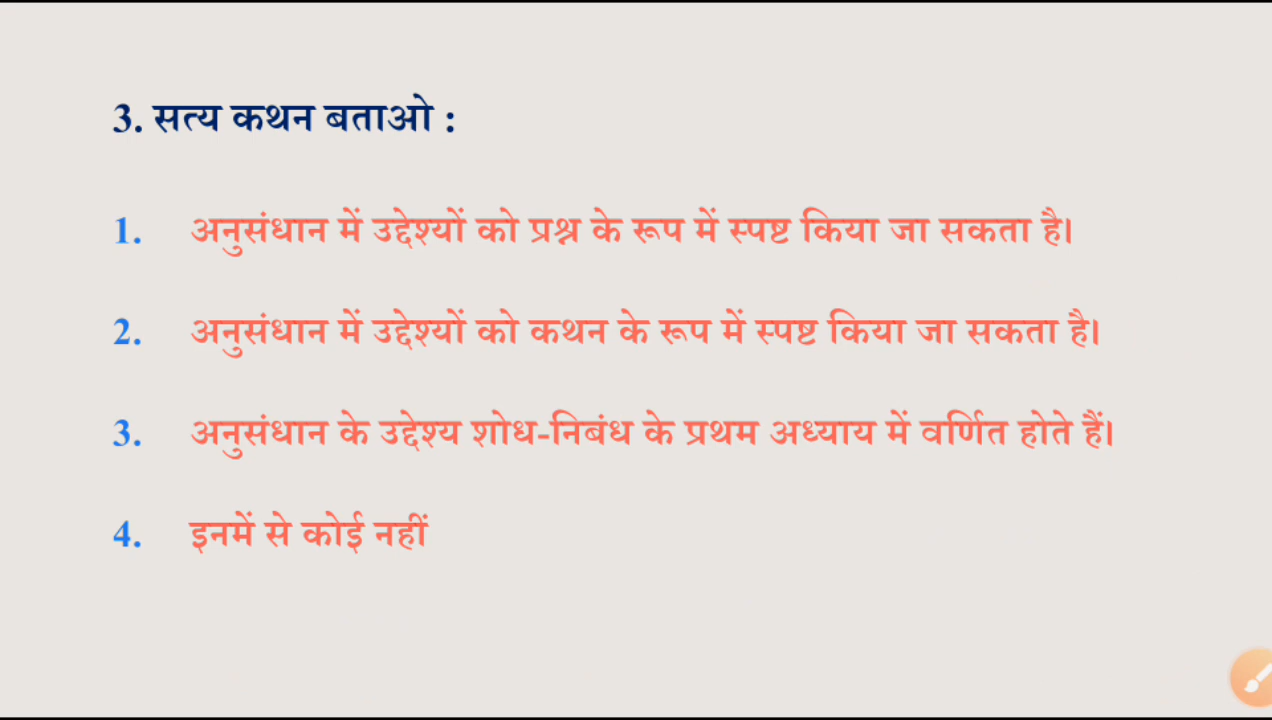 3. सत्य कथन बताओ :
1. अनुसंधान में उद्देश्यों को प्रश्न के रूप में स्पष्ट किया जा सकता है।
2. अनुसंधान में उद्देश्यों को कथन के रूप में स्पष्ट किया जा सकता है।
3. अनुसंधान के उद्देश्य शोध-निबंध के प्रथम अध्याय में वर्णित होते हैं।
4. इनमें से कोई नहीं